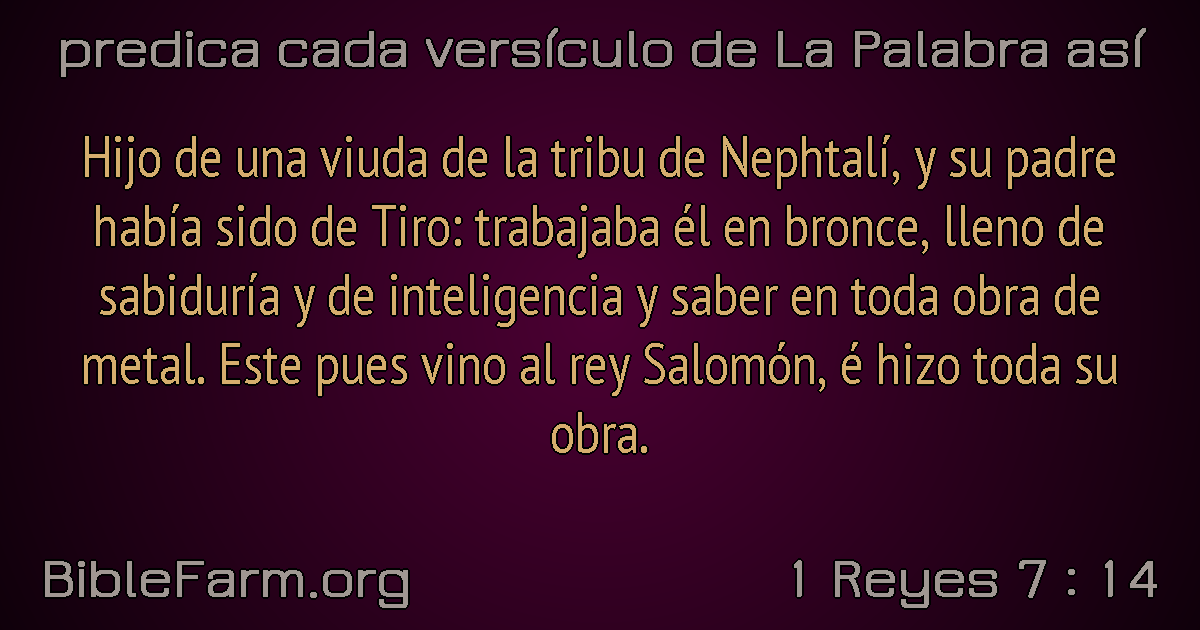 predica cada versículo de La Palabra así
Hijo de una viuda de la tribu de Nephtalí, y su padre
había sido de Tiro: trabajaba él en bronce, lleno de
sabiduría y de inteligencia y saber en toda obra de
metal. Este pues vino al rey Salomón, é hizo toda su
obra.
BibleFarm.org
1 Reyes 7 : 14